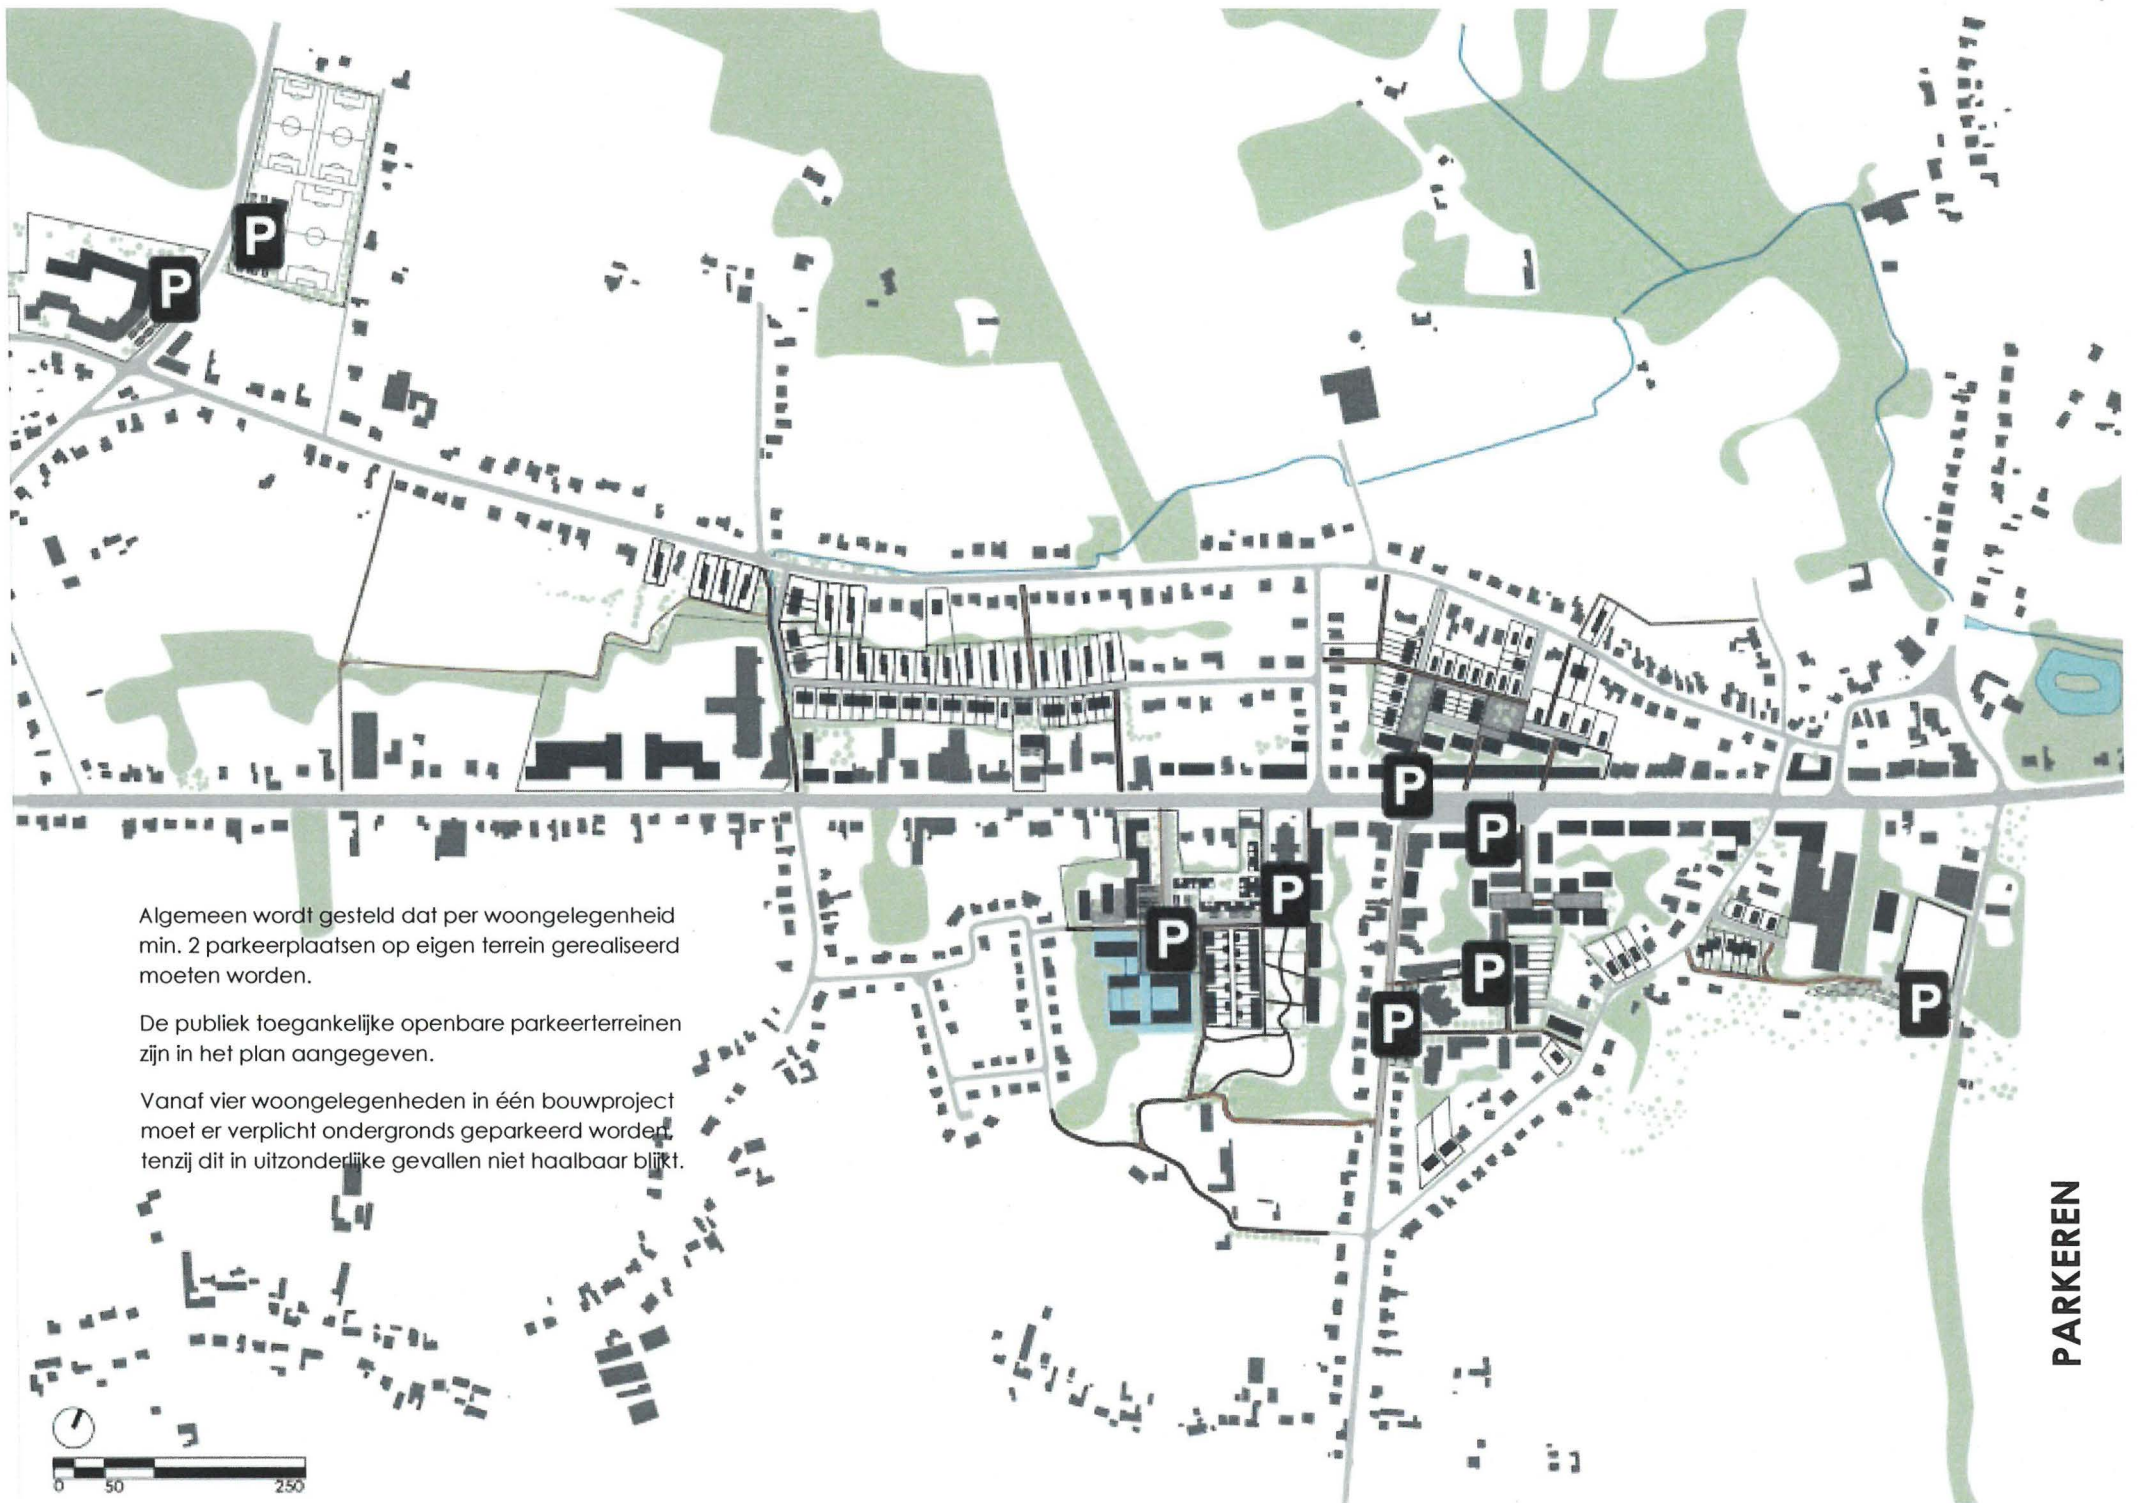 P
P
P
P
P
P
P
P
P
P
Algemeen wordt gesteld dat per woongelegenheid
min. 2 parkeerplaatsen op eigen terrein gerealiseerd
moeten worden.
De publiek toegankelijke openbare parkeerterreinen
zijn in het plan aangegeven.
Vanaf vier woongelegenheden in één bouwproject
moet er verplicht ondergronds geparkeerd worden,
tenzij dit in uitzonderlijke gevallen niet haalbaar blijkt.
PARKEREN
0 50 250